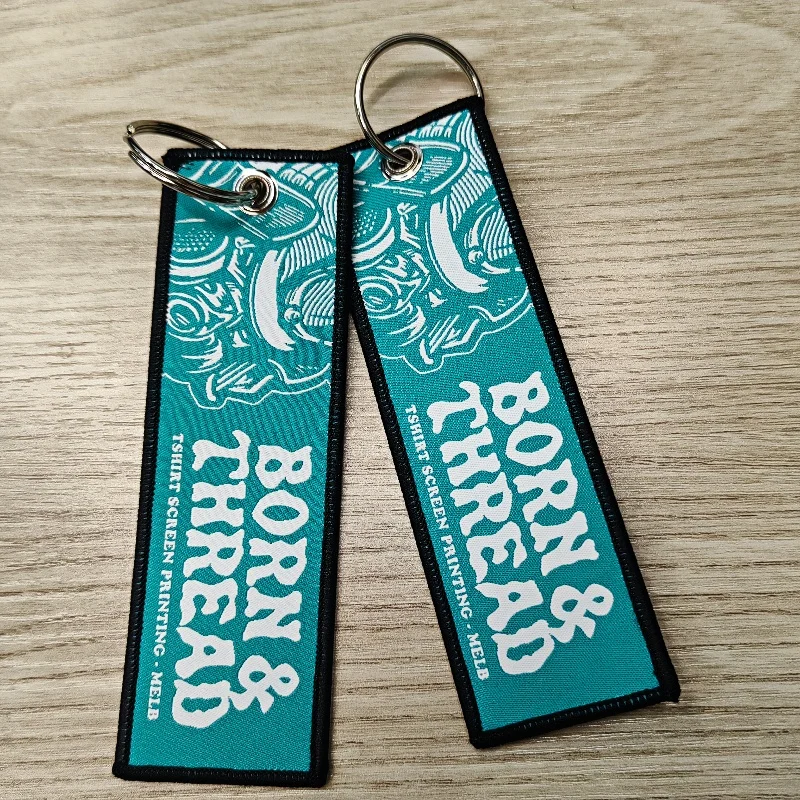 BORN &
THREAD
TSHIRT SCREEN PRINTING - MELB
BORN &
THREAD
TSHIRT SCREEN PRINTING - MELB